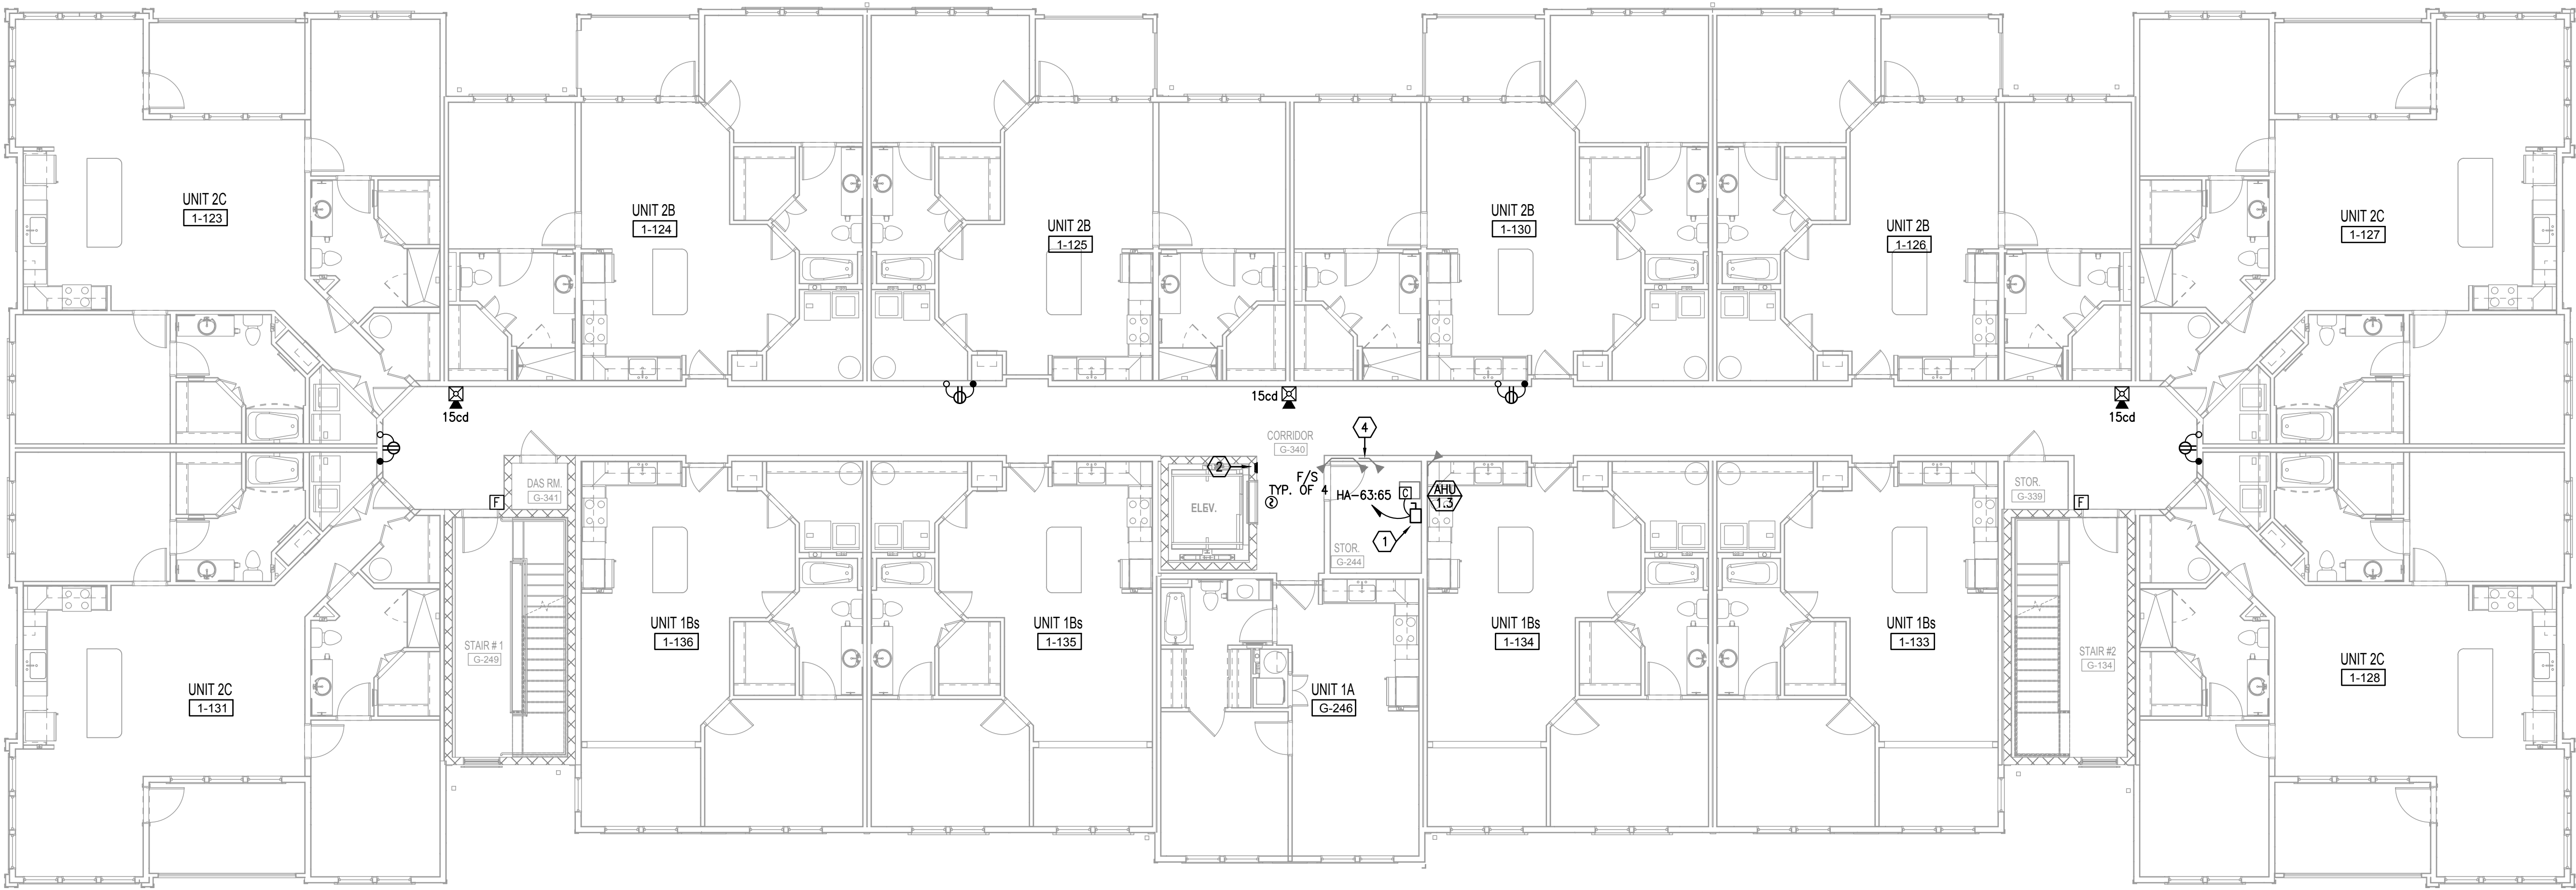 UNIT 2C
1-123
UNIT 2B
1-124
UNIT 2B
1-125
UNIT 2B
1-130
UNIT 2B
1-126
UNIT 2C
1-127
15cd
15cd
15cd
CORRIDOR
G-340
4
2
F/S
TYP. OF 4
2
HA-63:65
C
AHU
1.3
1
DAS RM.
G-341
F
ELEV.
STOR.
G-244
STOR.
G-339
F
STAIR # 1
G-249
UNIT 1Bs
1-136
UNIT 1Bs
1-135
UNIT 1Bs
1-134
UNIT 1Bs
1-133
STAIR #2
G-134
UNIT 2C
1-131
UNIT 1A
G-246
UNIT 2C
1-128